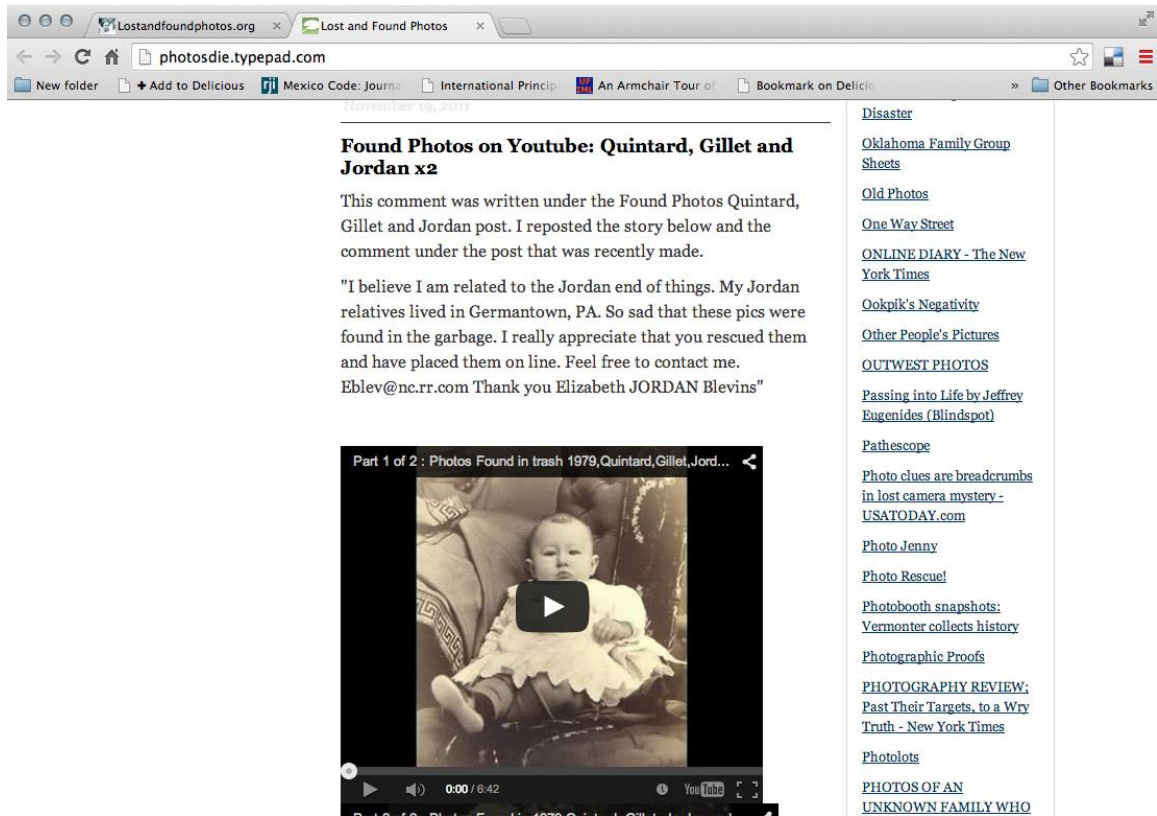 Lostandfoundphotos.org
Lost and Found Photos
photosdie.typepad.com
New folder
+ Add to Delicious
Mexico Code: Journa
International Princip
An Armchair Tour of
Bookmark on Delicio
»
Other Bookmarks
November 19, 2011
Found Photos on Youtube: Quintard, Gillet and
Jordan x2
This comment was written under the Found Photos Quintard,
Gillet and Jordan post. I reposted the story below and the
comment under the post that was recently made.
"I believe I am related to the Jordan end of things. My Jordan
relatives lived in Germantown, PA. So sad that these pics were
found in the garbage. I really appreciate that you rescued them
and have placed them on line. Feel free to contact me.
Eblev@nc.rr.com Thank you Elizabeth JORDAN Blevins"
Part 1 of 2 : Photos Found in trash 1979,Quintard,Gillet,Jord...
0:00 / 6:42
YouTube
Disaster
Oklahoma Family Group
Sheets
Old Photos
One Way Street
ONLINE DIARY - The New
York Times
Ookpik's Negativity
Other People's Pictures
OUTWEST PHOTOS
Passing into Life by Jeffrey
Eugenides (Blindspot)
Pathescope
Photo clues are breadcrumbs
in lost camera mystery -
USATODAY.com
Photo Jenny
Photo Rescue!
Photobooth snapshots:
Vermonter collects history
Photographic Proofs
PHOTOGRAPHY REVIEW;
Past Their Targets, to a Wry
Truth - New York Times
Photolots
PHOTOS OF AN
UNKNOWN FAMILY WHO